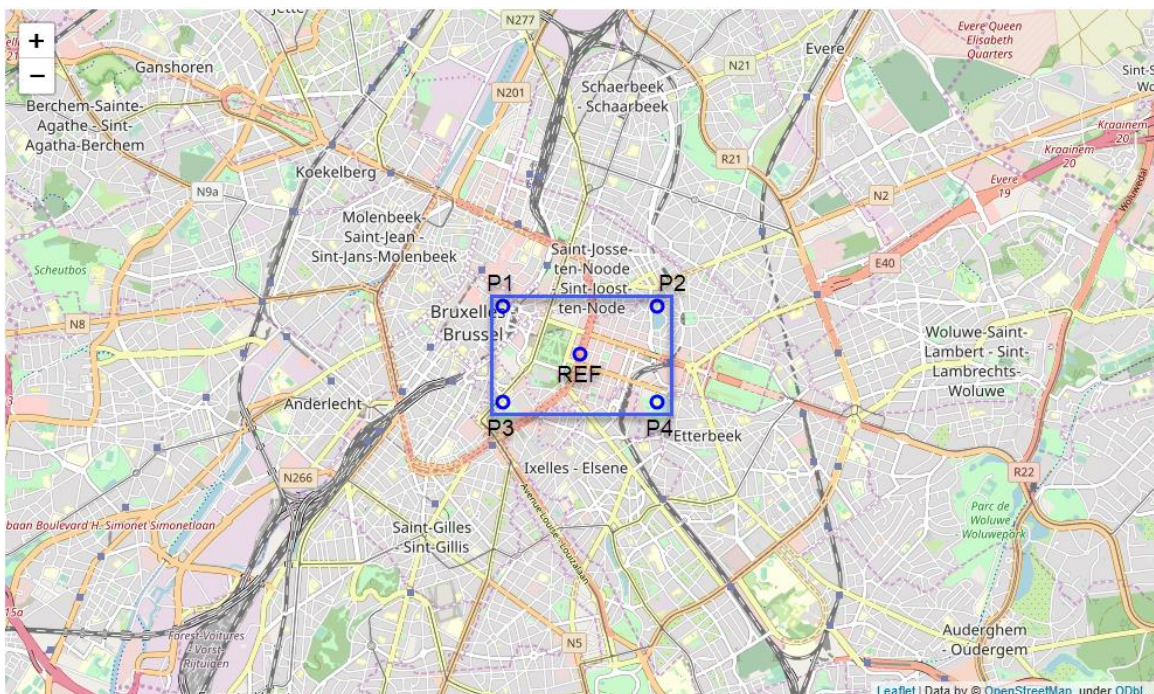 Jette
N277
+
−
Ganshoren
N21
Evere
Evere Queen
Elisabeth
Quarters
21
N201
Schaerbeek
- Schaarbeek
Berchem-Sainte-
Agathe - Sint-
Agatha-Berchem
N21
Kraainem
20
Kraainem
20
R21
Koekelberg
N9a
Evere
19
Woluwedal
N2
Molenbeek-
Saint-Jean -
Sint-Jans-Molenbeek
Saint-Josse-
ten-Noode
- Sint-Joost-
ten-Node
Scheutbos
E40
P1
P2
N8
Bruxelles -
Brussel
Woluwe-Saint-
Lambert - Sint-
Lambrechts-
Woluwe
REF
Anderlecht
P3
P4
Etterbeek
N266
Ixelles - Elsene
R22
Avenue Louise - Louizalaan
Parc de
Woluwe
Woluwepark
baan Boulevard H. Simonet Simonetlaan
Saint-Gilles
- Sint-Gillis
15a
Forest-Voitures
- Vorst-
Rijtuigen
N5
Auderghem
- Oudergem
Leaflet | Data by © OpenStreetMap, under ODbL